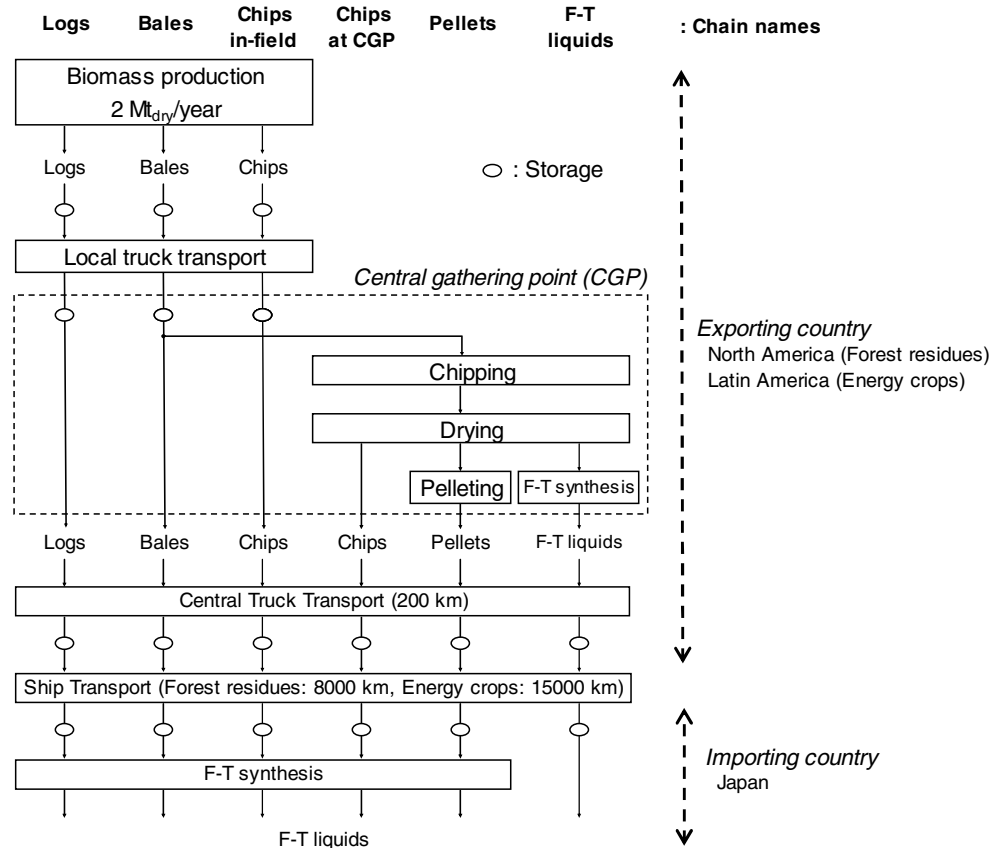 Logs Bales Chips in-field Chips at CGP Pellets F-T liquids : Chain names
Biomass production
2 Mtdry/year
Logs Bales Chips
: Storage
Local truck transport
Central gathering point (CGP)
Exporting country
North America (Forest residues)
Latin America (Energy crops)
Chipping
Drying
Pelleting F-T synthesis
Logs Bales Chips Chips Pellets F-T liquids
Central Truck Transport (200 km)
Ship Transport (Forest residues: 8000 km, Energy crops: 15000 km)
Importing country
Japan
F-T synthesis
F-T liquids